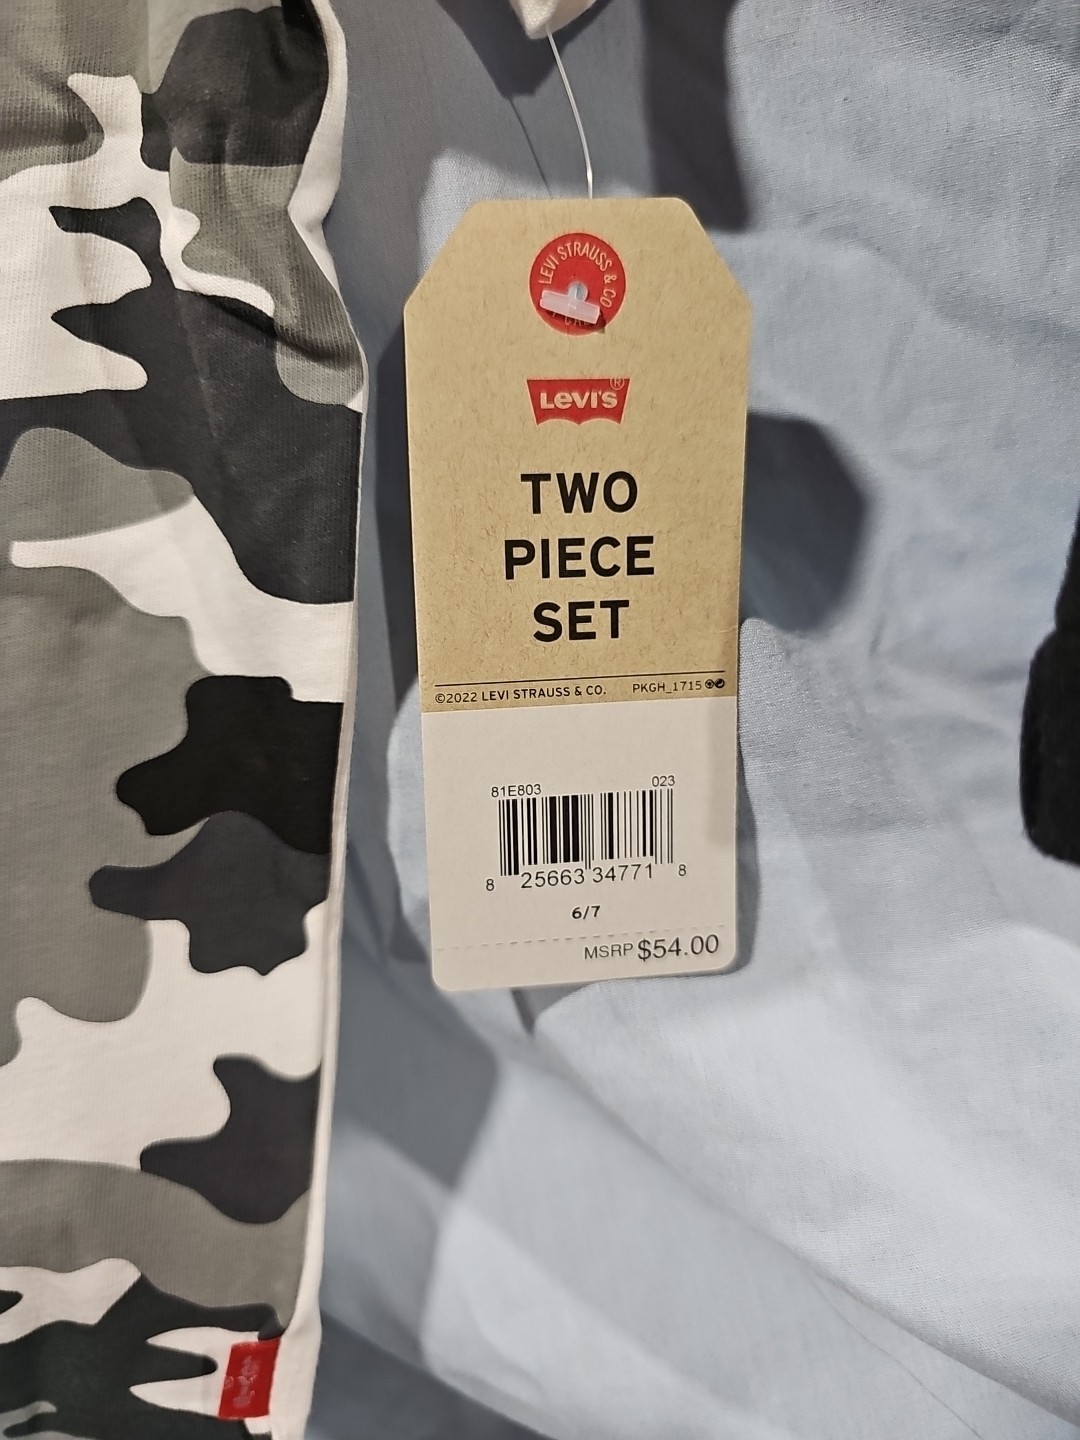 LEVI STRAUSS & CO
LEVI'S®
TWO
PIECE
SET
©2022 LEVI STRAUSS & CO. PKGH_1715
81E803 023
8 25663 34771 8
6/7
MSRP $54.00